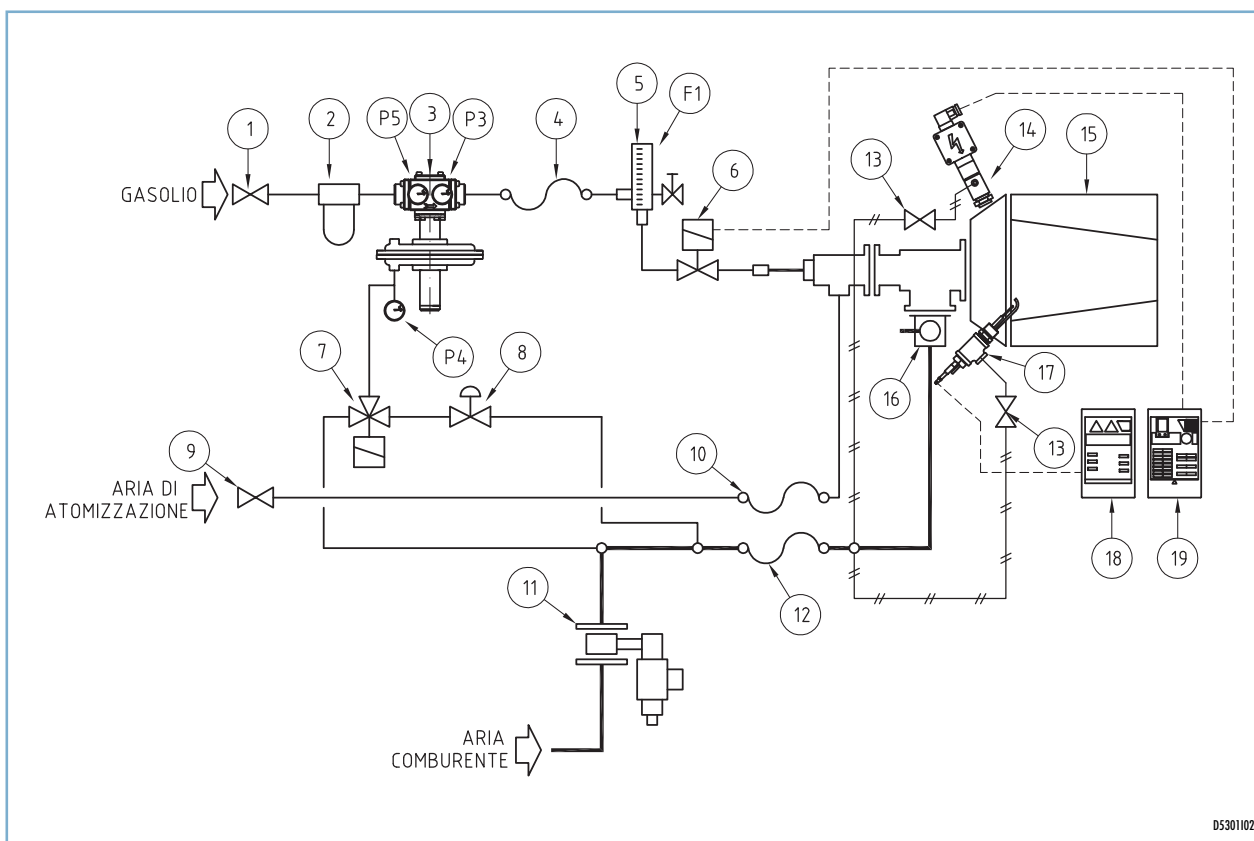 5
F1
2
P5
3
P3
4
1
14
15
13
6
GASOLIO
7
P4
8
16
17
13
9
10
ARIA DI
ATOMIZZAZIONE
18
19
11
12
ARIA
COMBURENTE
D5301I02